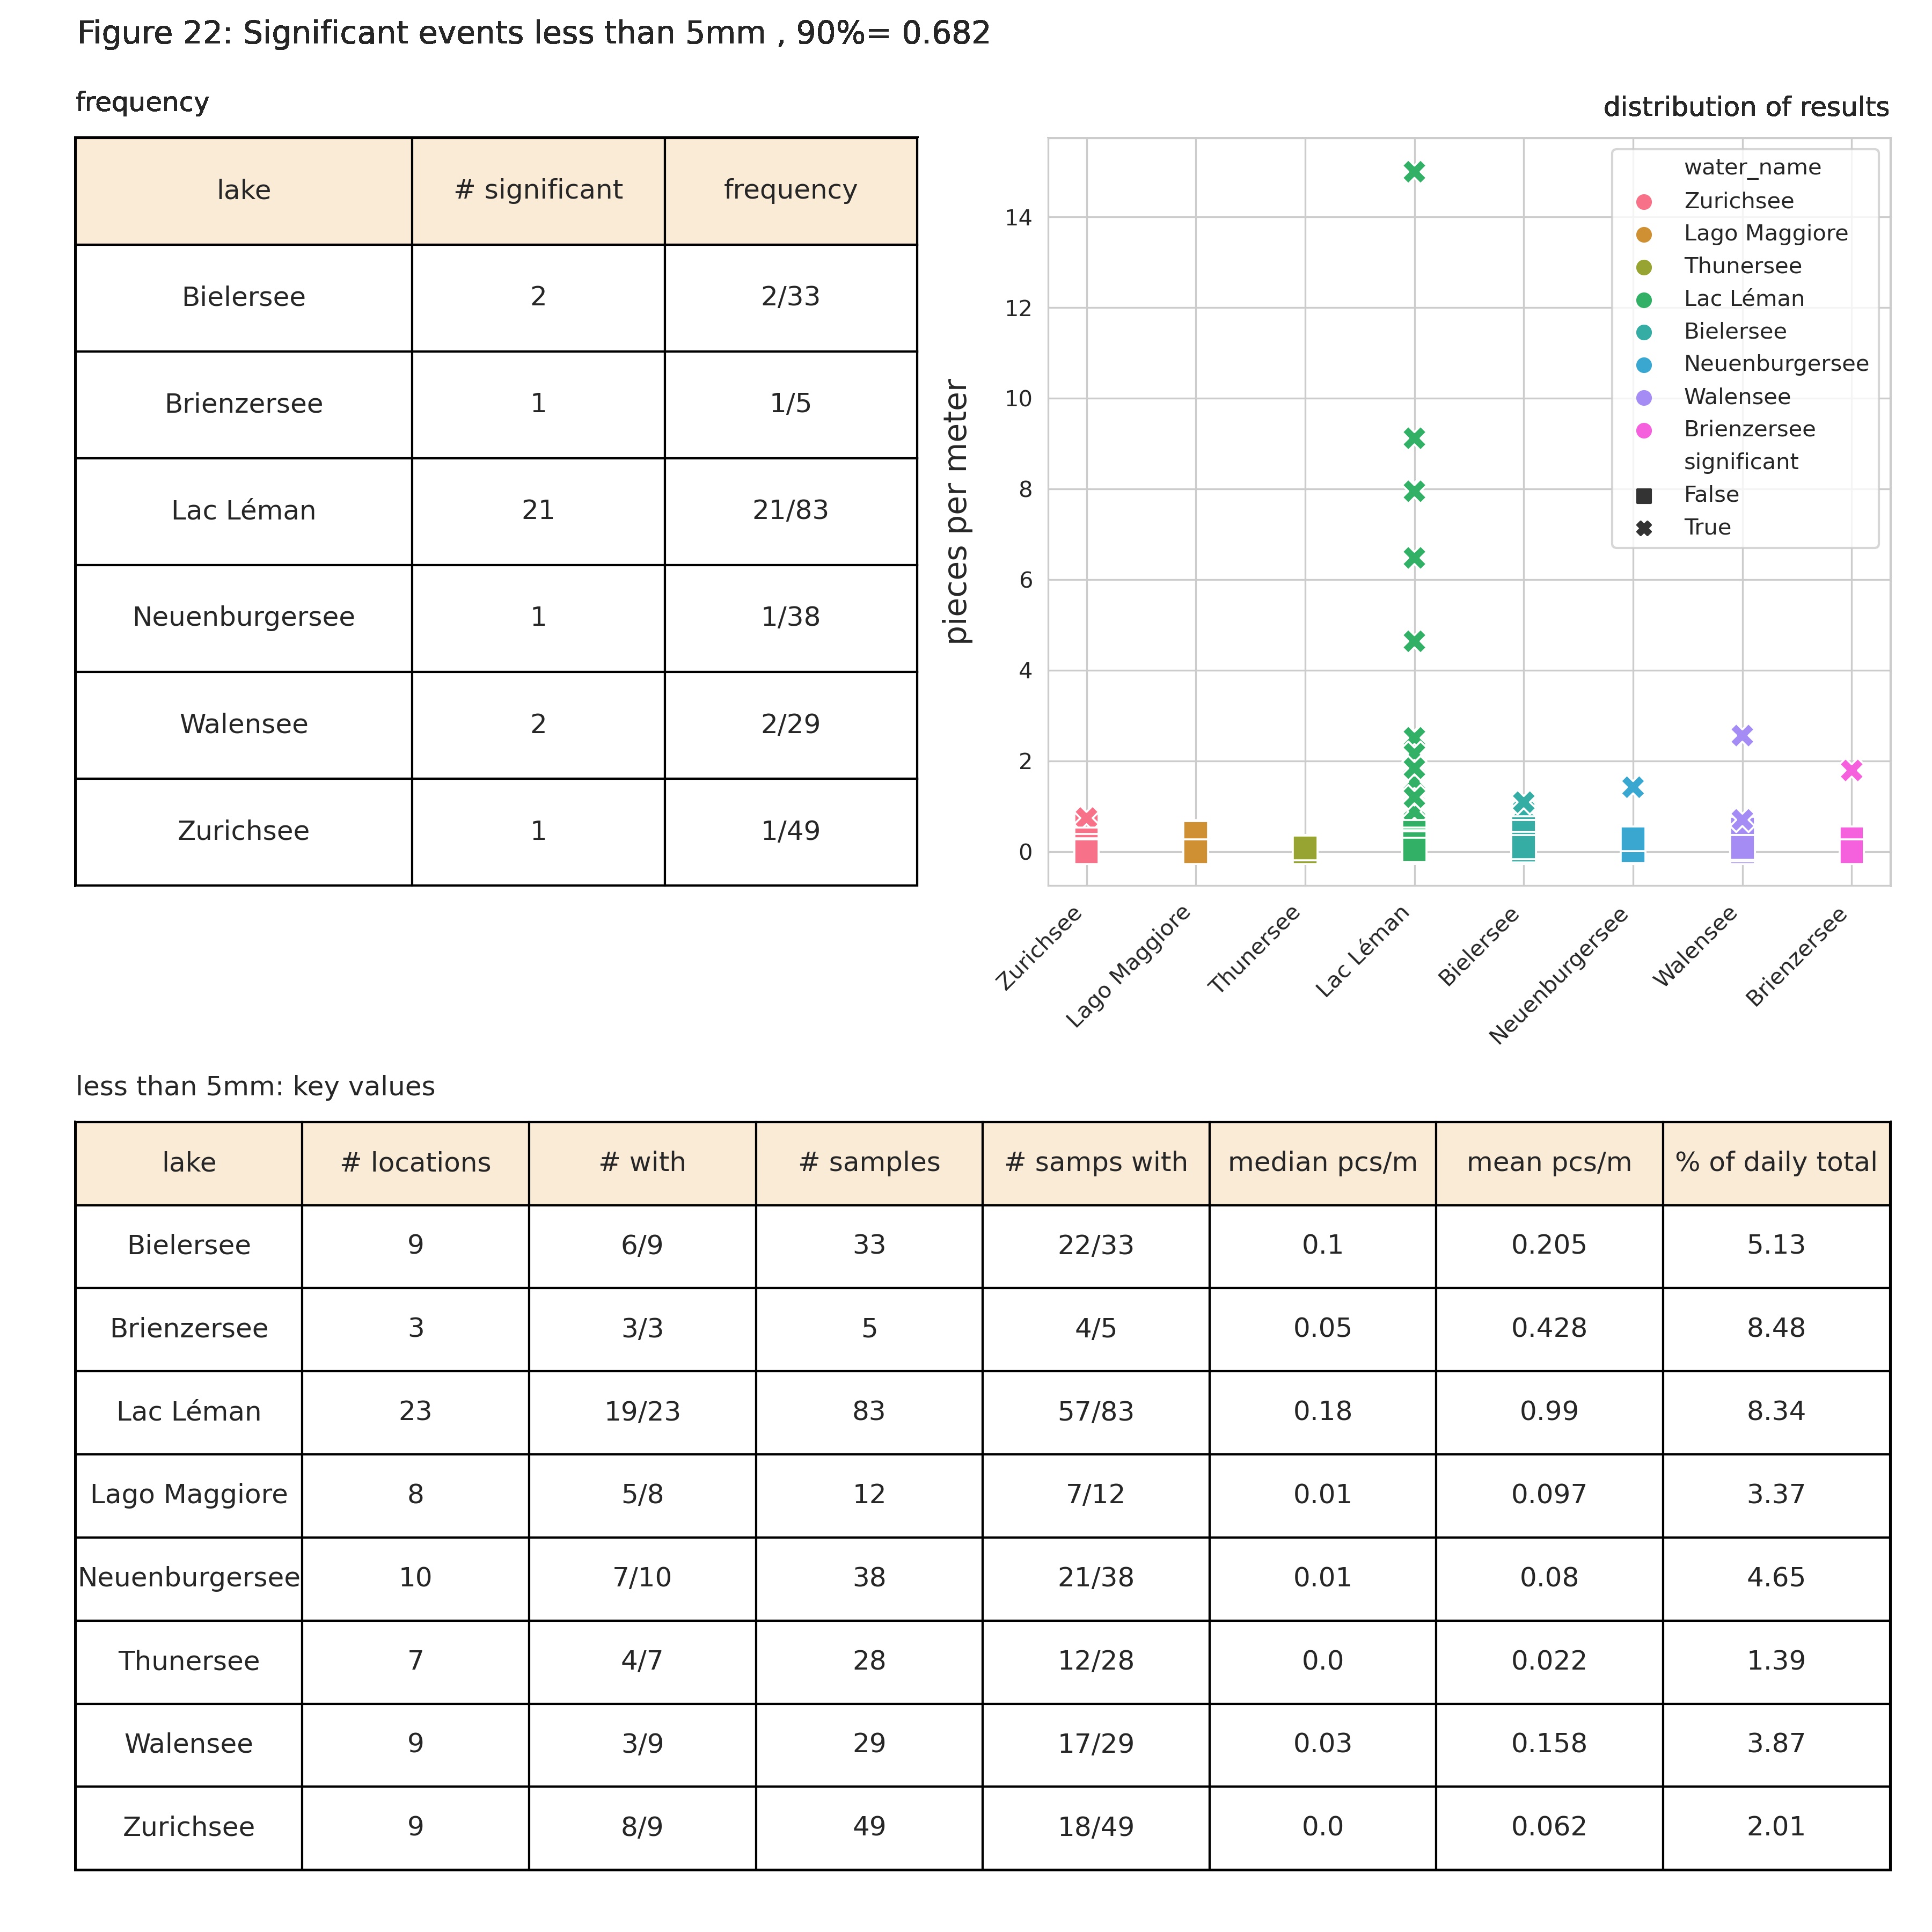 Figure 22: Significant events less than 5mm , 90%= 0.682
frequency
lake # significant frequency
Bielersee 2 2/33
Brienzersee 1 1/5
Lac Léman 21 21/83
Neuenburgersee 1 1/38
Walensee 2 2/29
Zurichsee 1 1/49
distribution of results
pieces per meter
14
12
10
8
6
4
2
0
water_name
Zurichsee
Lago Maggiore
Thunersee
Lac Léman
Bielersee
Neuenburgersee
Walensee
Brienzersee
significant
False
True
Zurichsee
Lago Maggiore
Thunersee
Lac Léman
Bielersee
Neuenburgersee
Walensee
Brienzersee
less than 5mm: key values
lake # locations # with # samples # samps with median pcs/m mean pcs/m % of daily total
Bielersee 9 6/9 33 22/33 0.1 0.205 5.13
Brienzersee 3 3/3 5 4/5 0.05 0.428 8.48
Lac Léman 23 19/23 83 57/83 0.18 0.99 8.34
Lago Maggiore 8 5/8 12 7/12 0.01 0.097 3.37
Neuenburgersee 10 7/10 38 21/38 0.01 0.08 4.65
Thunersee 7 4/7 28 12/28 0.0 0.022 1.39
Walensee 9 3/9 29 17/29 0.03 0.158 3.87
Zurichsee 9 8/9 49 18/49 0.0 0.062 2.01